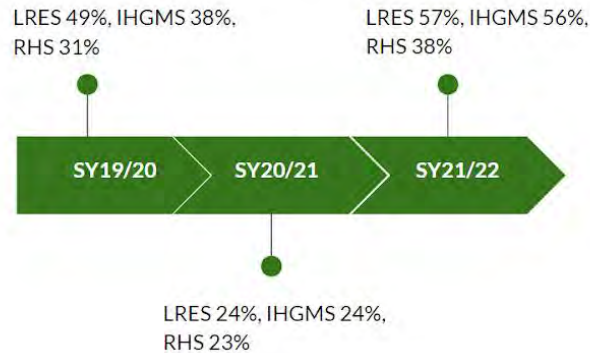 LRES 49%, IHGMS 38%,
RHS 31%
LRES 57%, IHGMS 56%,
RHS 38%
SY19/20
SY20/21
SY21/22
LRES 24%, IHGMS 24%,
RHS 23%